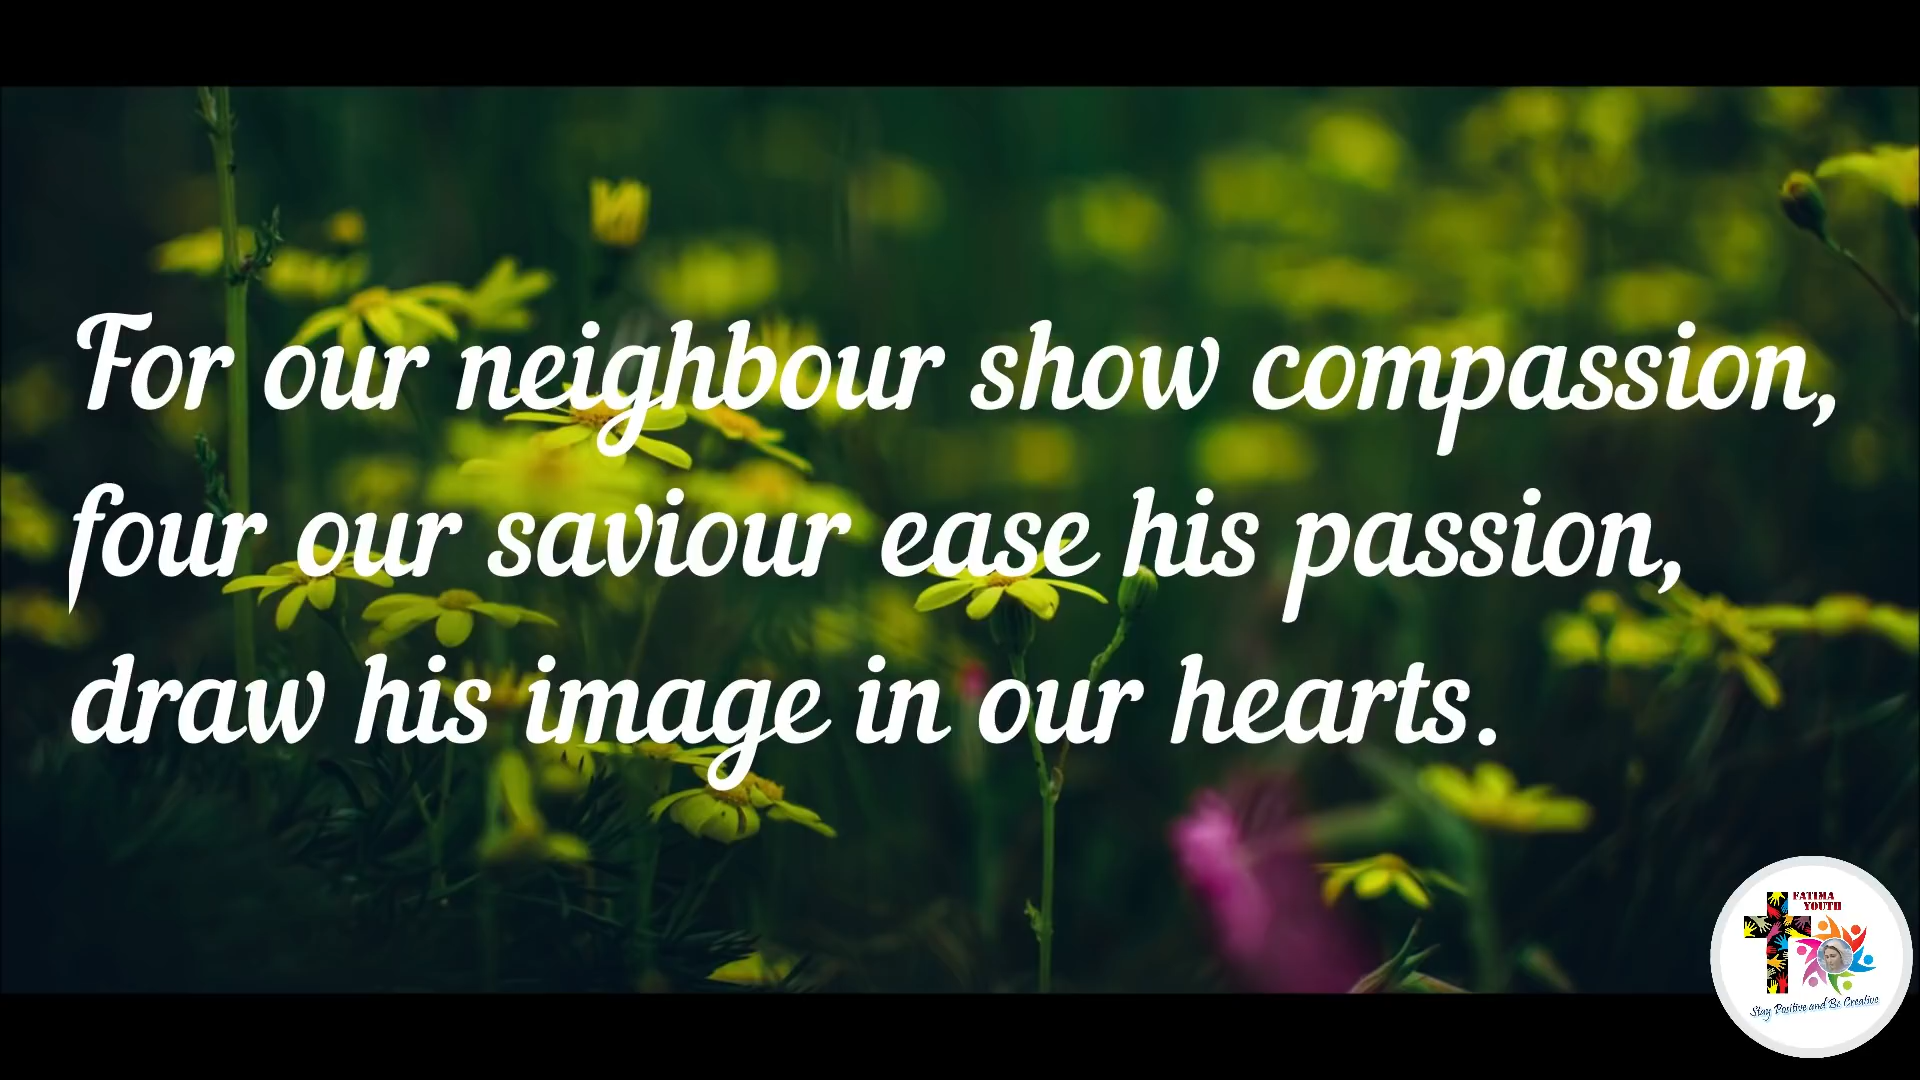 For our neighbour show compassion,
four our saviour ease his passion,
draw his image in our hearts.
FATIMA
YOUTH
Stay Positive and Be Creative